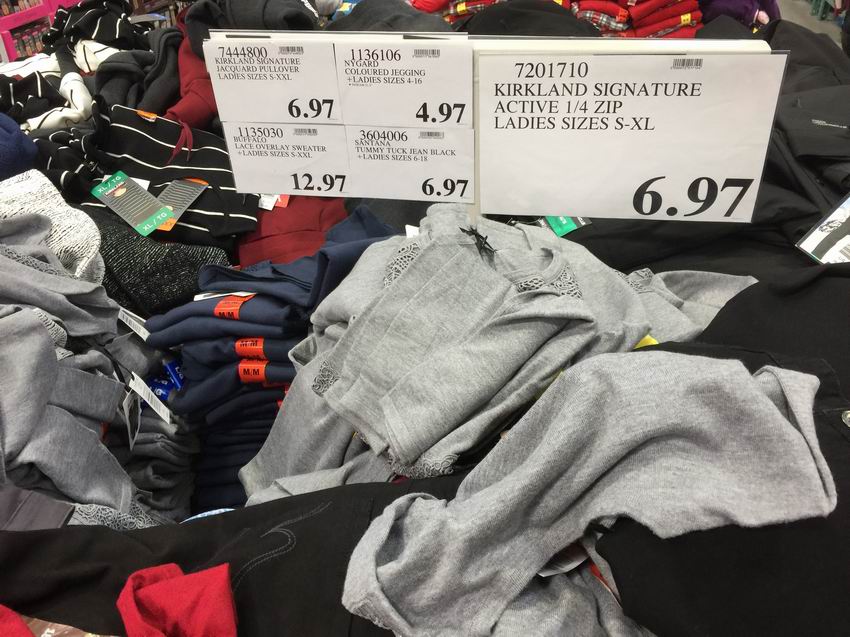 7444800
KIRKLAND SIGNATURE
JACQUARD PULLOVER
LADIES SIZES S-XXL
6.97
1136106
NYGARD
COLOURED JEGGING
+LADIES SIZES 4-16
4.97
1135030
BUFFALO
LACE OVERLAY SWEATER
+LADIES SIZES S-XXL
12.97
3604006
SANTANA
TUMMY TUCK JEAN BLACK
+LADIES SIZES 6-18
6.97
7201710
KIRKLAND SIGNATURE
ACTIVE 1/4 ZIP
LADIES SIZES S-XL
6.97
XL / TG
XL / TG
M/M
M/M
M/M